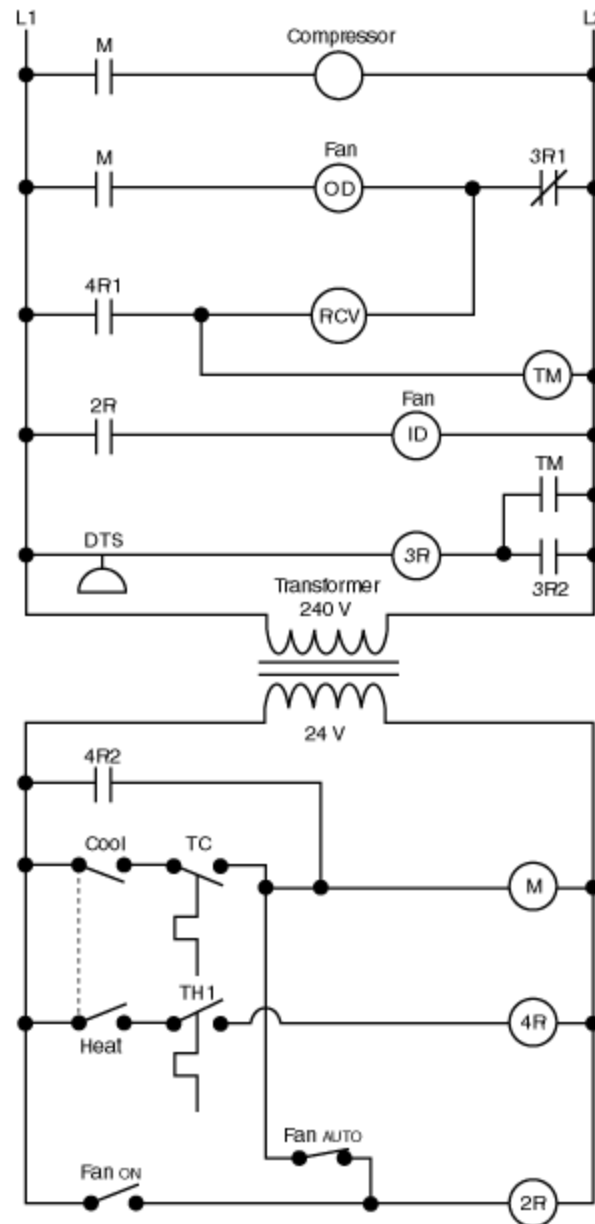 L1
L2
M
Compressor
M
Fan
OD
3R1
4R1
RCV
TM
2R
Fan
ID
TM
DTS
3R
3R2
Transformer
240 V
24 V
4R2
Cool
TC
M
TH1
Heat
4R
Fan AUTO
Fan ON
2R